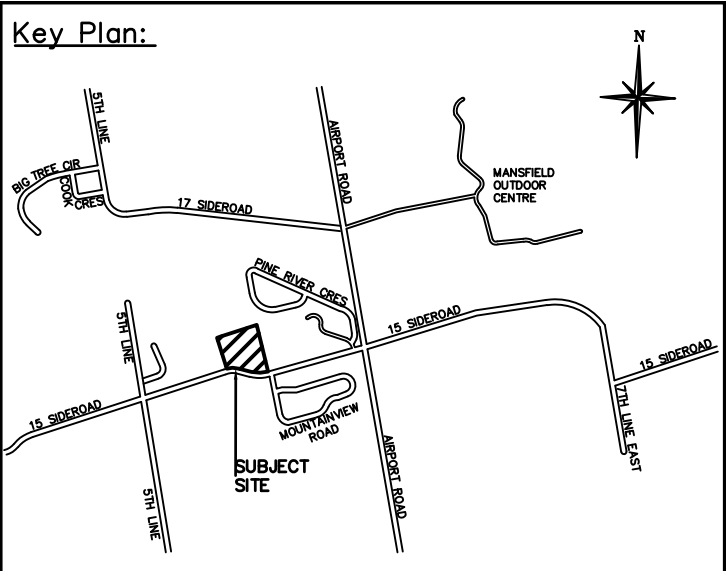 Key Plan:
N
5TH LINE
AIRPORT ROAD
BIG TREE CIR
COOK
CRES
MANSFIELD
OUTDOOR
CENTRE
17 SIDEROAD
PINE RIVER CRES
5TH LINE
15 SIDEROAD
15 SIDEROAD
15 SIDEROAD
MOUNTAINVIEW
ROAD
7TH LINE EAST
AIRPORT ROAD
SUBJECT
SITE
5TH LINE